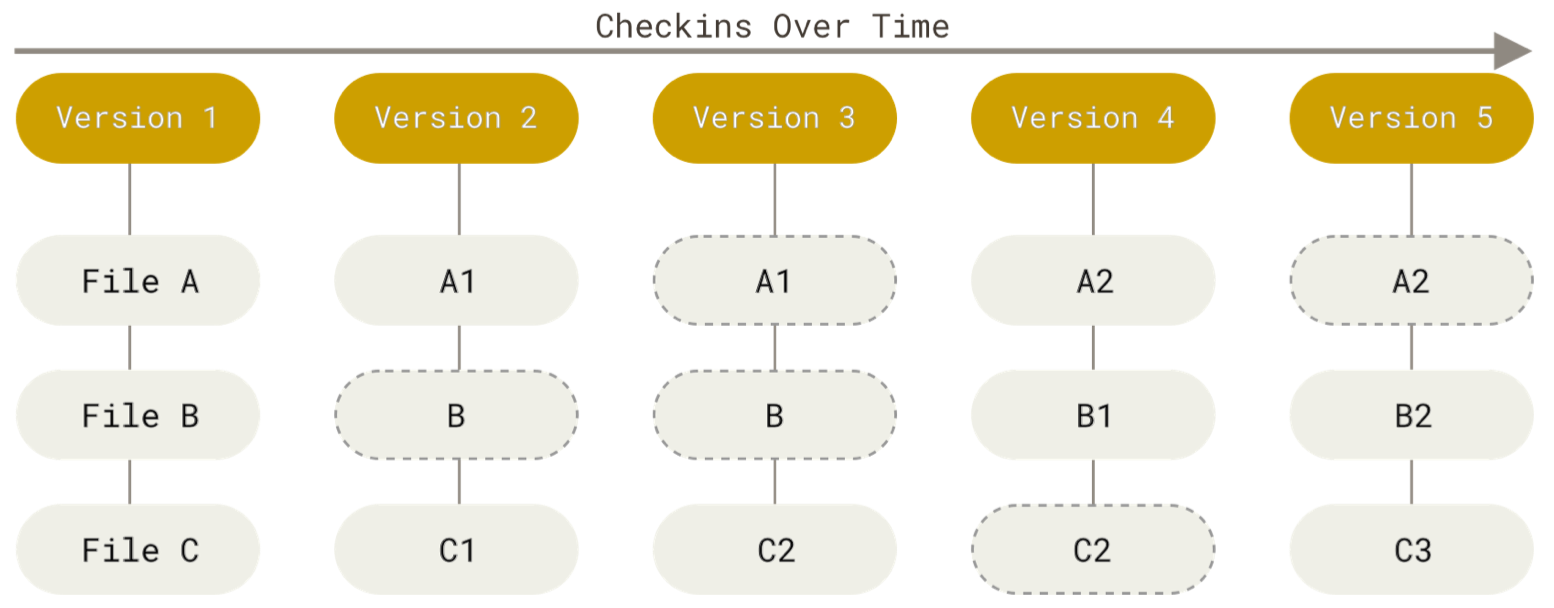 Checkins Over Time
Version 1
Version 2
Version 3
Version 4
Version 5
File A
A1
A1
A2
A2
File B
B
B
B1
B2
File C
C1
C2
C2
C3